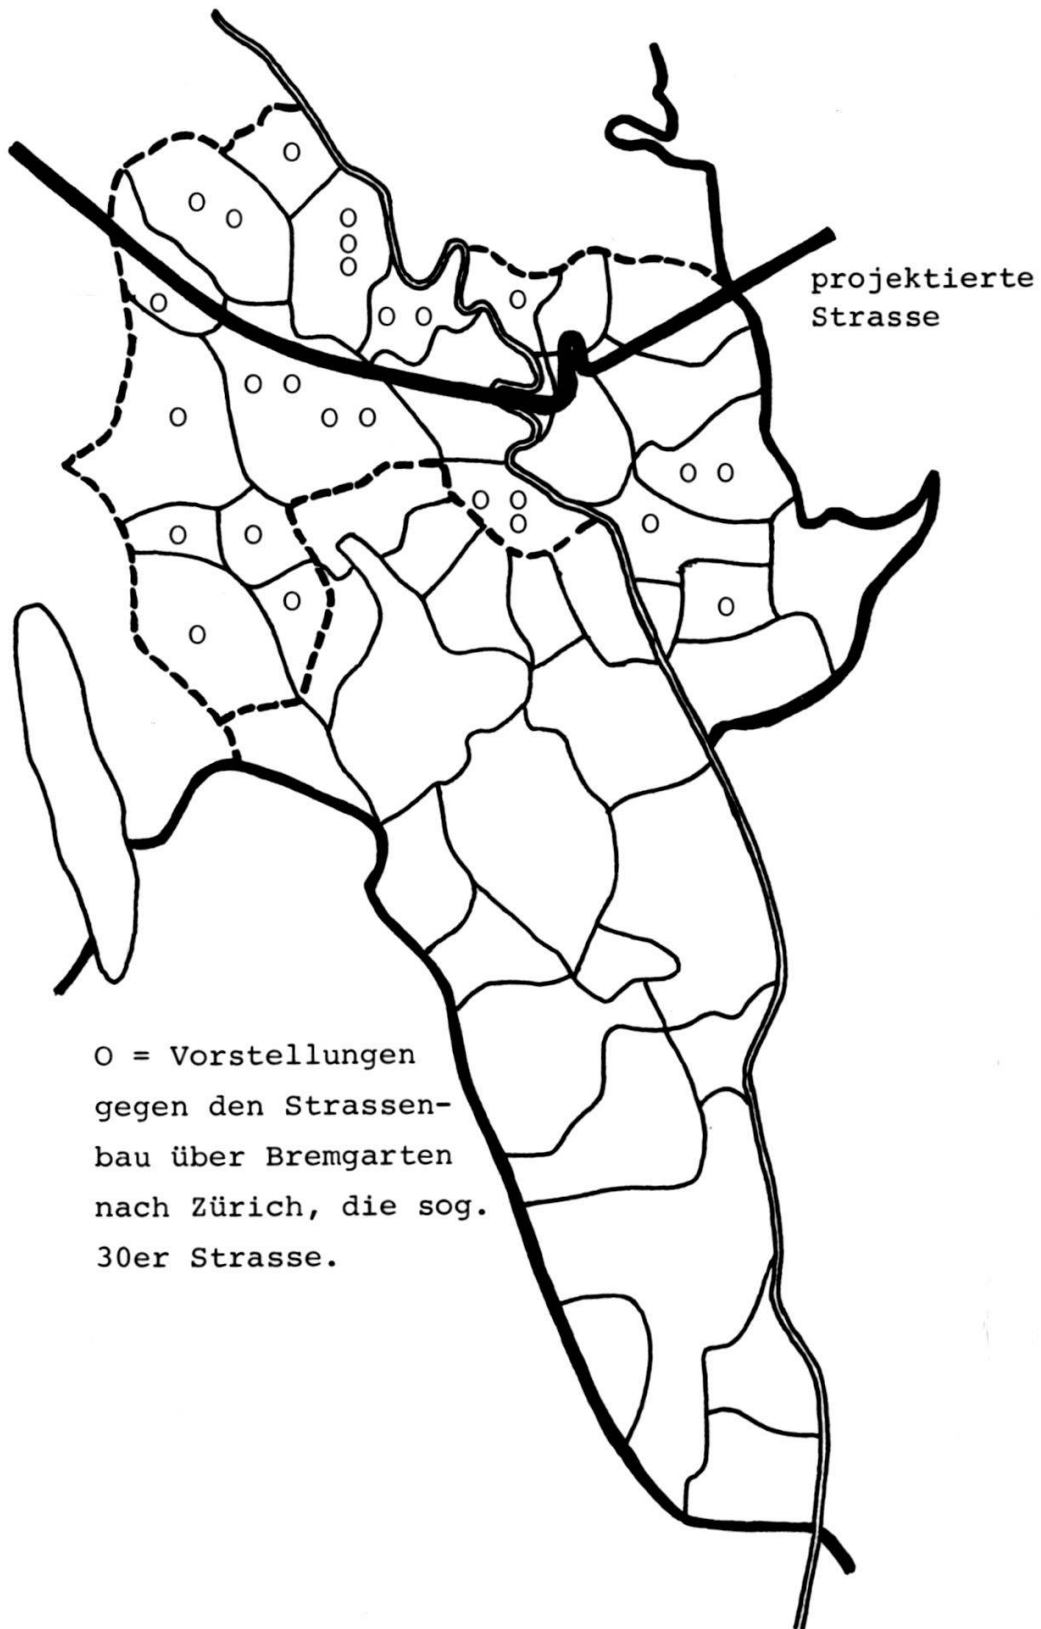 projektierte
Strasse
O = Vorstellungen
gegen den Strassen-
bau über Bremgarten
nach Zürich, die sog.
30er Strasse.